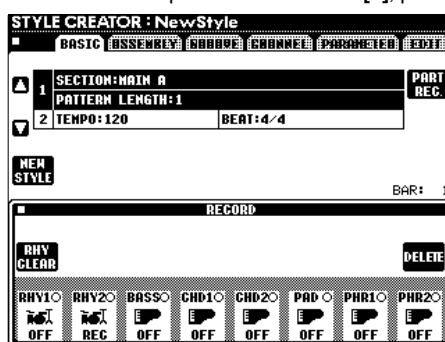 [4], p
STYLE CREATOR : NewStyle
BASIC ASSEMBLY GROOVE CHANNEL PARAMETER EDIT
1 SECTION:MAIN A
PATTERN LENGTH:1
PART REC.
2 TEMPO:120 BEAT:4/4
NEW STYLE
BAR: 1
RECORD
RHY CLEAR
DELETE
RHY1 RHY2 BASS CHD1 CHD2 PAD PHR1 PHR2
OFF REC OFF OFF OFF OFF OFF OFF